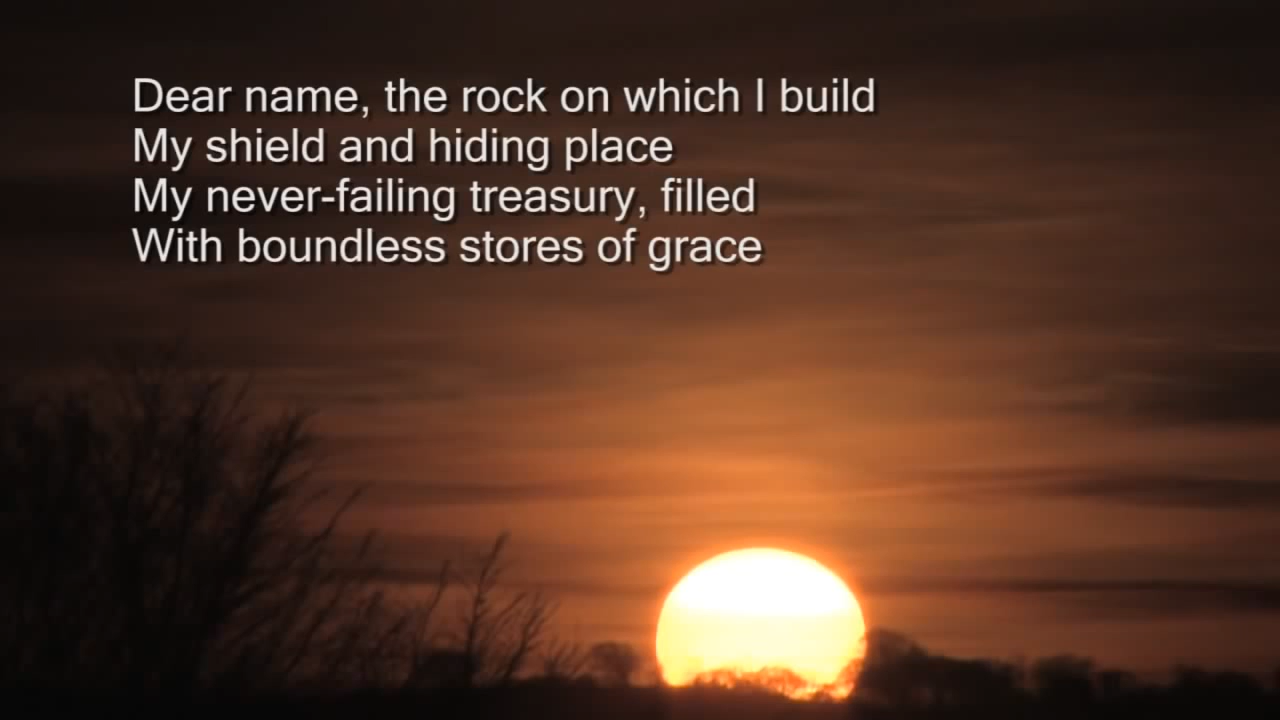 Dear name, the rock on which I build
My shield and hiding place
My never-failing treasury, filled
With boundless stores of grace